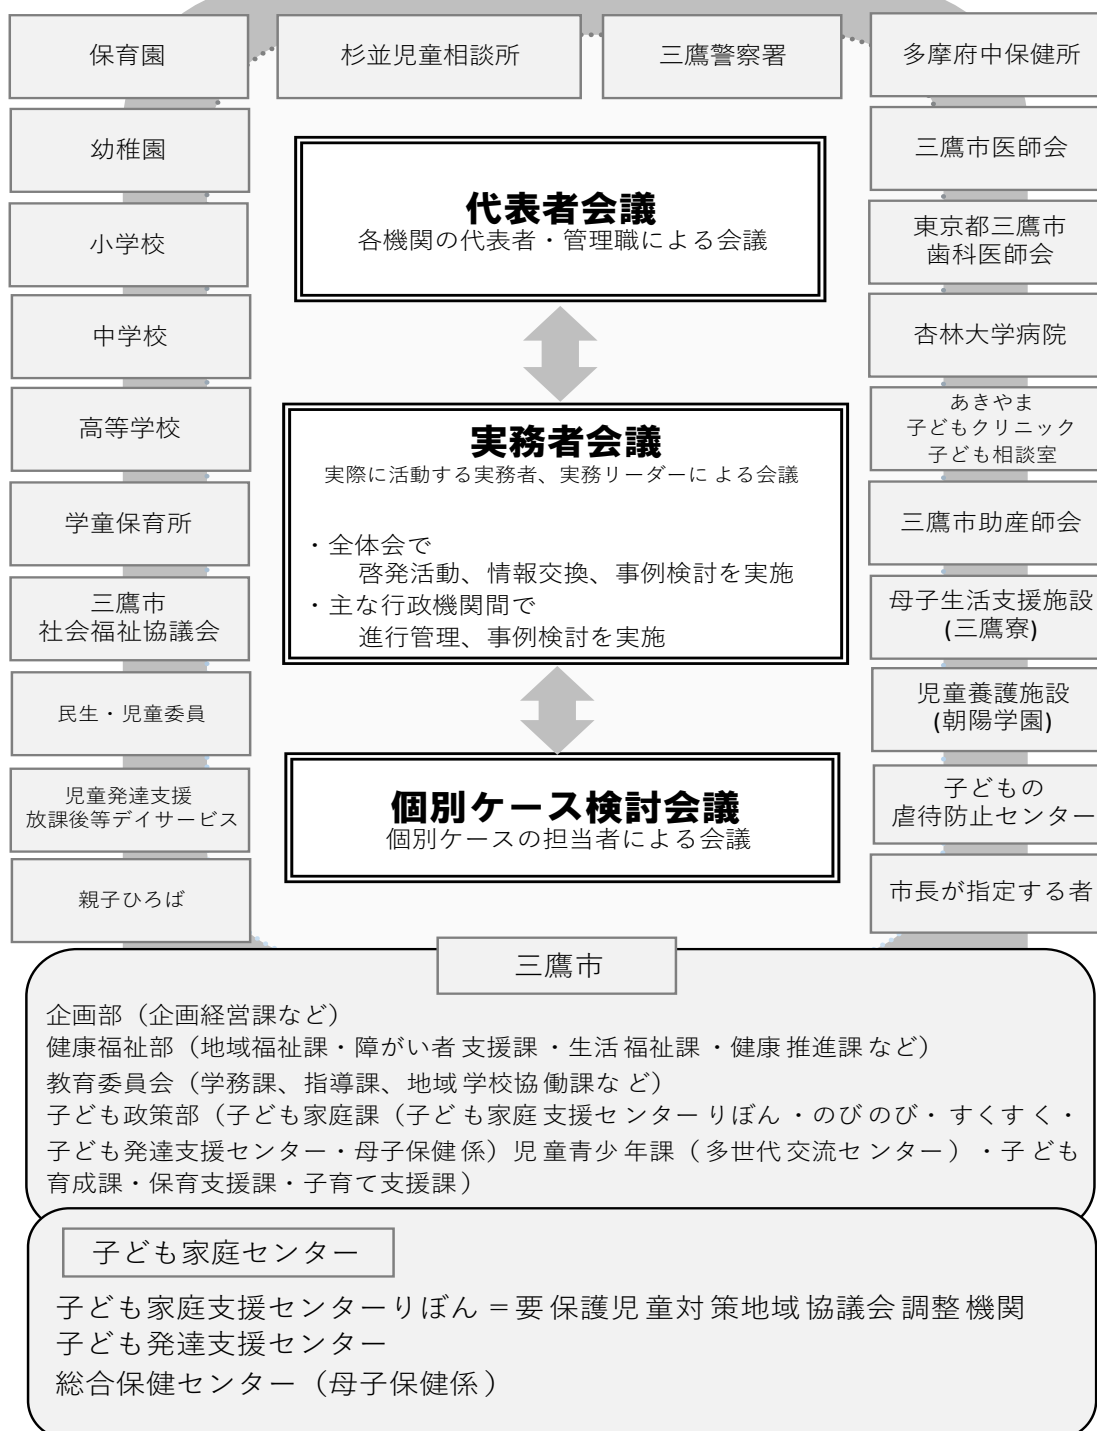 保育園
杉並児童相談所
三鷹警察署
多摩府中保健所
幼稚園
小学校
中学校
高等学校
学童保育所
三鷹市
社会福祉協議会
民生・児童委員
児童発達支援
放課後等デイサービス
親子ひろば
代表者会議
各機関の代表者・管理職による会議
実務者会議
実際に活動する実務者、実務リーダーによる会議
・全体会で
啓発活動、情報交換、事例検討を実施
・主な行政機関間で
進行管理、事例検討を実施
個別ケース検討会議
個別ケースの担当者による会議
三鷹市医師会
東京都三鷹市
歯科医師会
杏林大学病院
あきやま
子どもクリニック
子ども相談室
三鷹市助産師会
母子生活支援施設
(三鷹寮)
児童養護施設
(朝陽学園)
子どもの
虐待防止センター
市長が指定する者
三鷹市
企画部（企画経営課など）
健康福祉部（地域福祉課・障がい者支援課・生活福祉課・健康推進課など）
教育委員会（学務課、指導課、地域学校協働課など）
子ども政策部（子ども家庭課（子ども家庭支援センターりぼん・のびのび・すくすく・
子ども発達支援センター・母子保健係）児童青少年課（多世代交流センター）・子ども
育成課・保育支援課・子育て支援課）
子ども家庭センター
子ども家庭支援センターりぼん＝要保護児童対策地域協議会調整機関
子ども発達支援センター
総合保健センター（母子保健係）